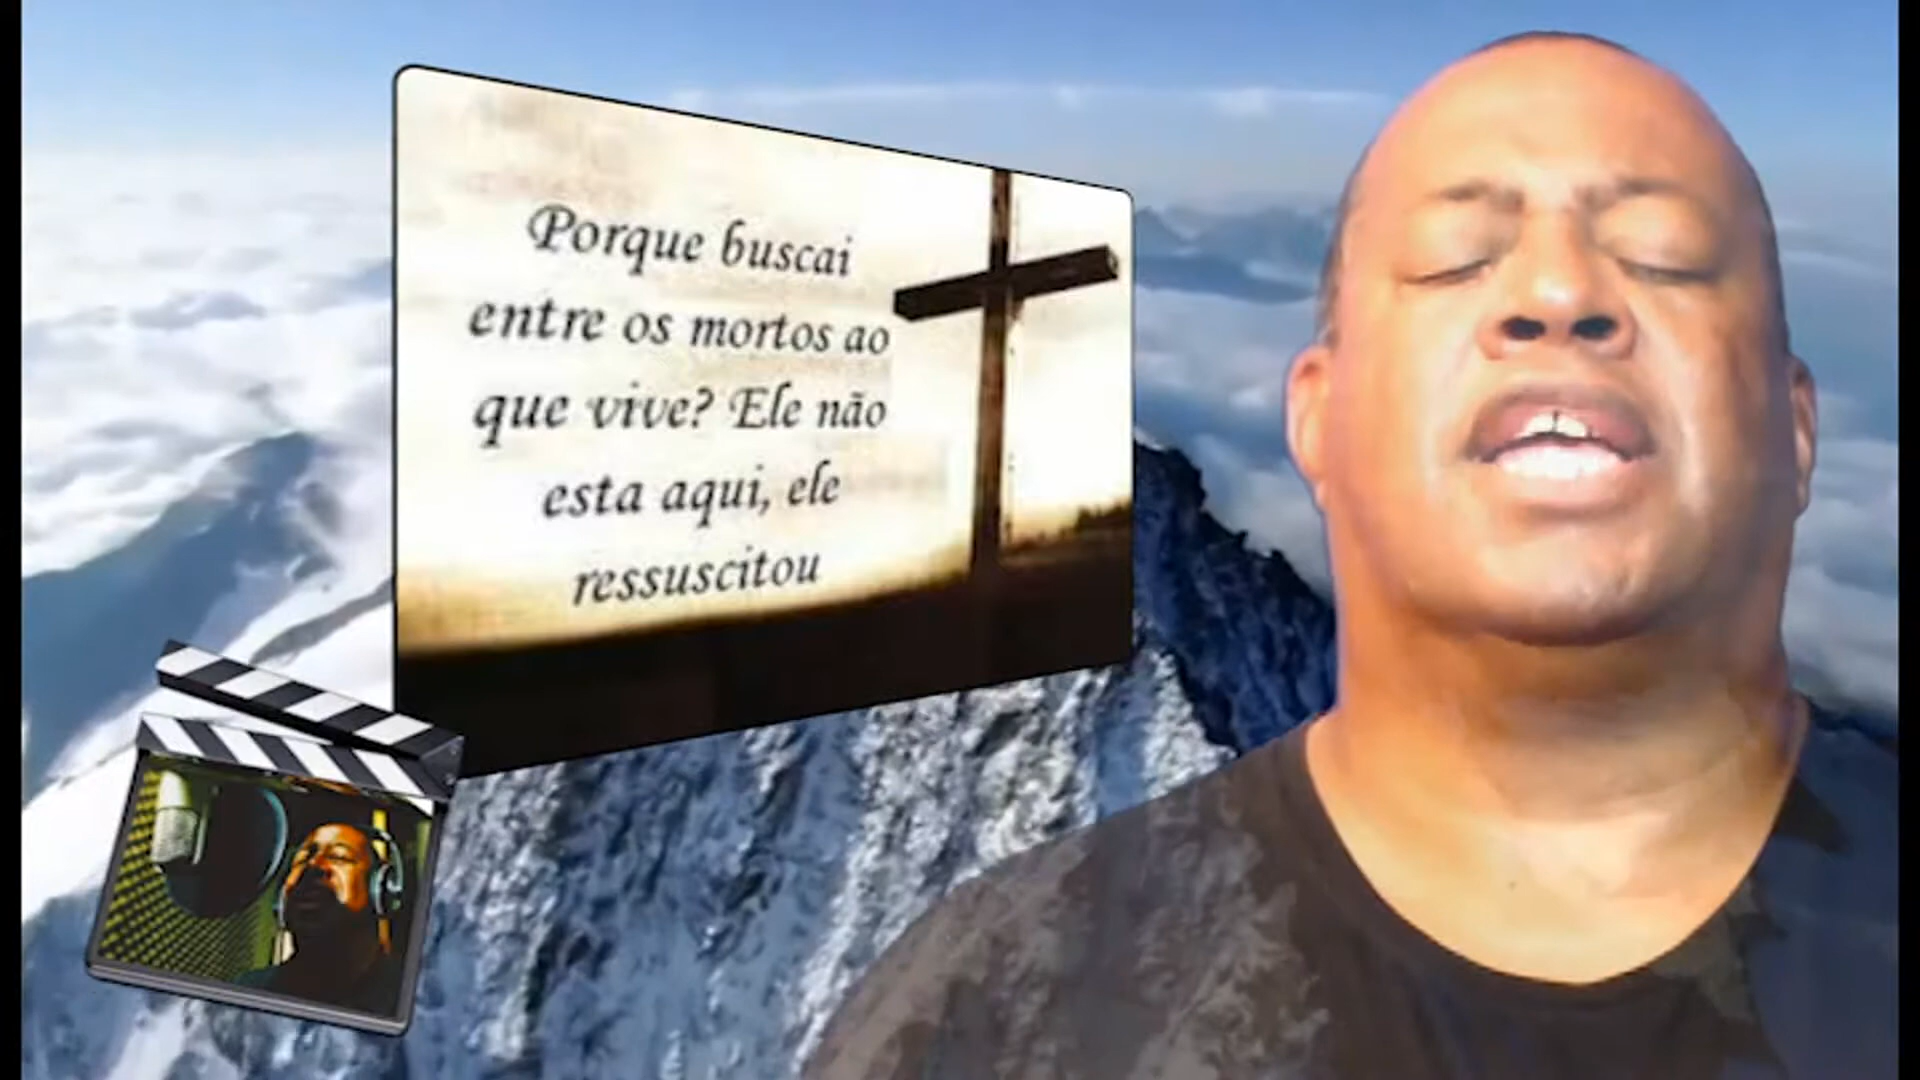 Porque buscai
entre os mortos ao
que vive? Ele não
esta aqui, ele
ressuscitou